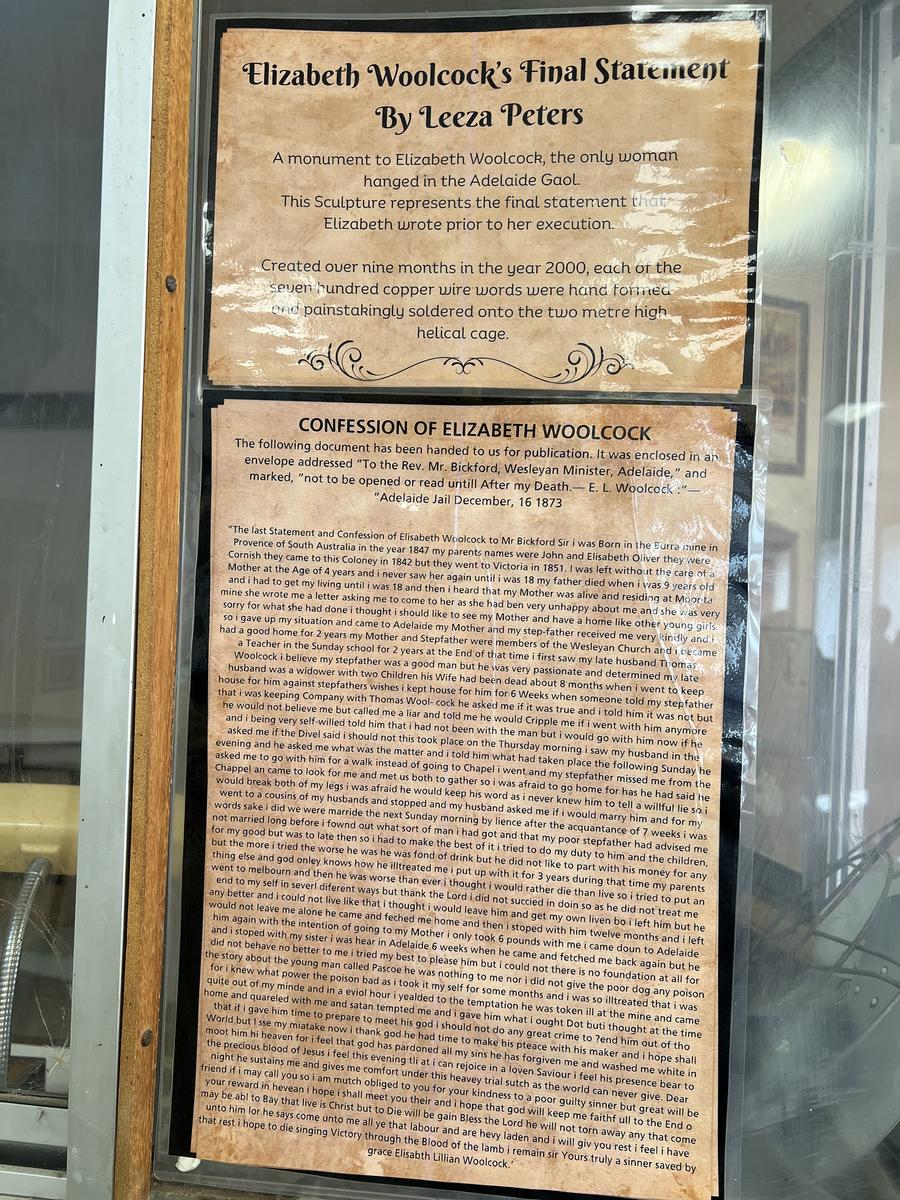 Elizabeth Woolcock's Final Statement
By Leeza Peters
A monument to Elizabeth Woolcock, the only woman
hanged in the Adelaide Gaol.
This Sculpture represents the final statement that
Elizabeth wrote prior to her execution.
Created over nine months in the year 2000, each of the
seven hundred copper wire words were hand formed
and painstakingly soldered onto the two metre high
helical cage.
CONFESSION OF ELIZABETH WOOLCOCK
The following document has been handed to us for publication. It was enclosed in an
envelope addressed "To the Rev. Mr. Bickford, Wesleyan Minister, Adelaide," and
marked, "not to be opened or read untill After my Death.— E. L. Woolcock :"—
"Adelaide Jail December, 16 1873
"The last Statement and Confession of Elisabeth Woolcock to Mr Bickford Sir i was Born in the Burra mine in
Provence of South Australia in the year 1847 my parents names were John and Elisabeth Oliver they were
Cornish they came to this Coloney in 1842 but they went to Victoria in 1851. I was left without the care of a
Mother at the Age of 4 years and i never saw her again until i was 18 my father died when i was 9 years old
and i had to get my living until i was 18 and then i heard that my Mother was alive and residing at Moonta
mine she wrote me a letter asking me to come to her as she had ben very unhappy about me and she was very
sorry for what she had done i thought i should like to see my Mother and have a home like other young girls
so i gave up my situation and came to Adelaide my Mother and my step-father received me very kindly and i
had a good home for 2 years my Mother and Stepfather were members of the Wesleyan Church and i became
a Teacher in the Sunday school for 2 years at the End of that time i first saw my late husband Thomas
Woolcock i believe my stepfather was a good man but he was very passionate and determined my late
husband was a widower with two Children his Wife had been dead about 8 months when i went to keep
house for him against stepfathers wishes i kept house for him for 6 Weeks when someone told my stepfather
that i was keeping Company with Thomas Wool- cock he asked me if it was true and i told him it was not but
he would not believe me but called me a liar and told me he would Cripple me if i went with him anymore
and i being very self-willed told him that i had not been with the man but i would go with him now if he
asked me if the Divel said i should not this took place on the Thursday morning i saw my husband in the
evening and he asked me what was the matter and i told him what had taken place the following Sunday he
asked me to go with him for a walk instead of going to Chapel i went and my stepfather missed me from the
Chappel an came to look for me and met us both to gather so i was afraid to go home for has he had said he
would break both of my legs i was afraid he would keep his word as i never knew him to tell a willful lie so i
went to a cousins of my husbands and stopped and my husband asked me if i would marry him and for my
words sake i did we were marride the next Sunday morning by lience after the acquantance of 7 weeks i was
not married long before i fownd out what sort of man i had got and that my poor stepfather had advised me
for my good but was to late then so i had to make the best of it i tried to do my duty to him and the children,
but the more i tried the worse he was he was fond of drink but he did not like to part with his money for any
thing else and god onley knows how he illtreated me i put up with it for 3 years during that time my parents
went to melbourn and then he was worse than ever i thought i would rather die than live so i tried to put an
end to my self in severl diferent ways but thank the Lord i did not succied in doin so as he did not treat me
any better and i could not live like that i thought i would leave him and get my own liven bo i left him but he
would not leave me alone he came and feched me home and then i stoped with him twelve months and i left
him again with the intention of going to my Mother i only took 6 pounds with me i came doun to Adelaide
and i stoped with my sister i was hear in Adelaide 6 weeks when he came and fetched me back again but he
did not behave no better to me i tried my best to please him but i could not there is no foundation at all for
the story about the young man called Pascoe he was nothing to me nor i did not give the poor dog any poison
for i knew what power the poison bad as i took it my self for some months and i was so illtreated that i was
quite out of my minde and in a eviol hour i yealded to the temptation he was token ill at the mine and came
home and quareled with me and satan tempted me and i gave him what i ought Dot buti thought at the time
that if i gave him time to prepare to meet his god i should not do any great crime to ?end him out of tho
World but I sse my miatake now i thank god he had time to make his pteace with his maker and i hope shall
moot him hi heaven for i feel that god has pardoned all my sins he has forgiven me and washed me white in
the precious blood of Jesus i feel this evening tli at i can rejoice in a loven Saviour i feel his presence bear to
night he sustains me and gives me comfort under this heavey trial sutch as the world can never give. Dear
friend if i may call you so i am mutch obliged to you for your kindness to a poor guilty sinner but great will be
your reward in hevean i hope i shall meet you their and i hope that god will keep me faithf ull to the End o
may be abl to Bay that live is Christ but to Die will be gain Bless the Lord he will not torn away any that come
unto him lor he says come unto me all ye that labour and are hevy laden and i will giv you rest i feel i have
that rest i hope to die singing Victory through the Blood of the lamb i remain sir Yours truly a sinner saved by
grace Elisabth Lillian Woolcock.'